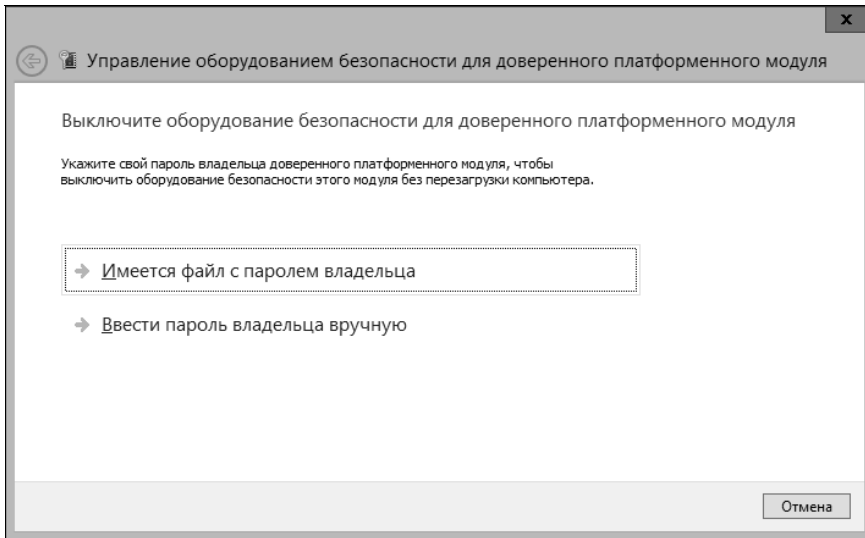 x
Управление оборудованием безопасности для доверенного платформенного модуля
Выключите оборудование безопасности для доверенного платформенного модуля
Укажите свой пароль владельца доверенного платформенного модуля, чтобы
выключить оборудование безопасности этого модуля без перезагрузки компьютера.
Имеется файл с паролем владельца
Ввести пароль владельца вручную
Отмена